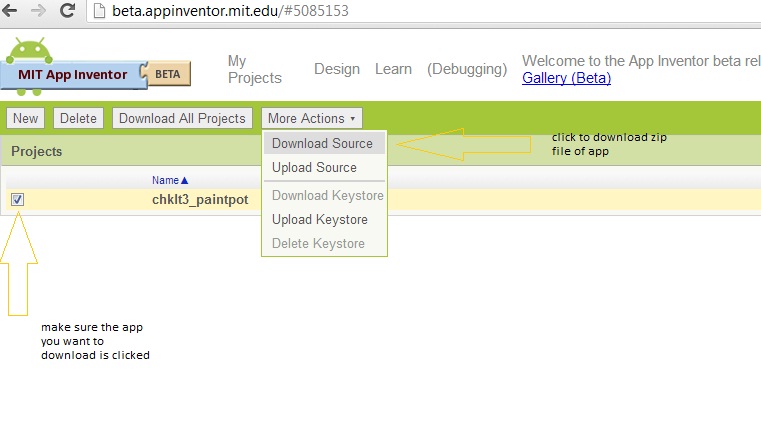 beta.appinventor.mit.edu/#5085153
MIT App Inventor BETA
My Projects
Design Learn (Debugging)
Welcome to the App Inventor beta rel
Gallery (Beta)
New Delete Download All Projects More Actions ▾
Download Source
Upload Source
Download Keystore
Upload Keystore
Delete Keystore
click to download zip
file of app
Projects
Name▲
chklt3_paintpot
make sure the app
you want to
download is clicked